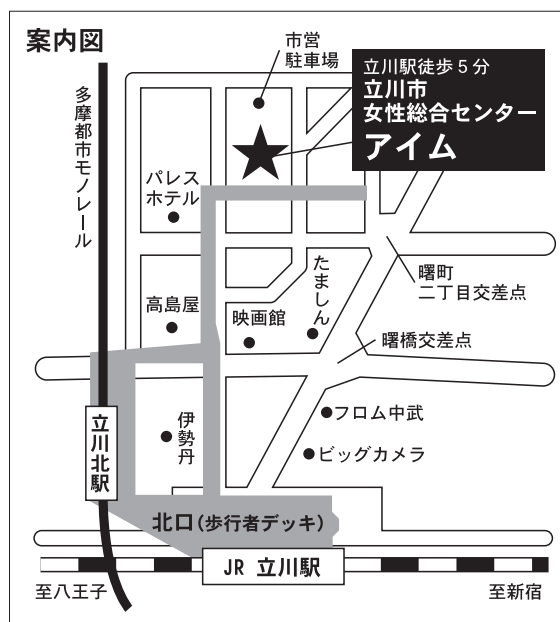 案内図
市営
駐車場
立川駅徒歩5分
立川市
女性総合センター
アイム
多摩都市モノレール
パレス
ホテル
曙町
二丁目交差点
たましん
高島屋
映画館
曙橋交差点
フロム中武
伊勢丹
ビッグカメラ
立川北駅
北口(歩行者デッキ)
JR 立川駅
至八王子
至新宿